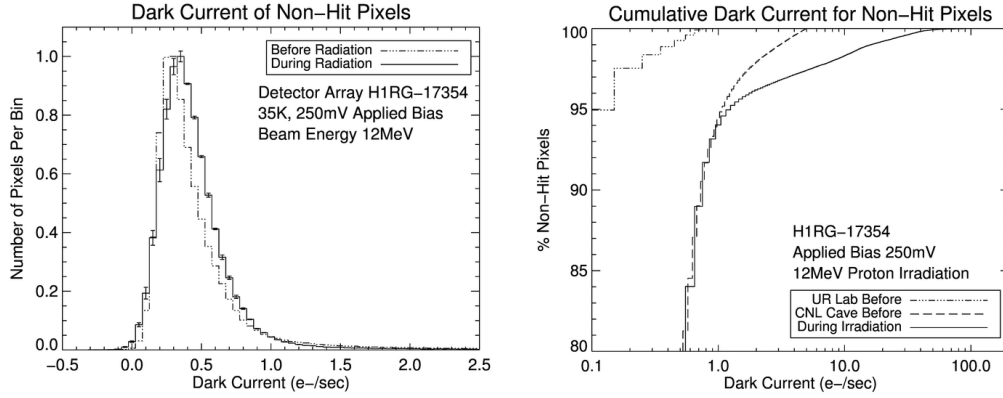 Dark Current of Non-Hit Pixels
Before Radiation
During Radiation
Detector Array H1RG-17354
35K, 250mV Applied Bias
Beam Energy 12MeV
Number of Pixels Per Bin
1.0
0.8
0.6
0.4
0.2
0.0
-0.5
0.0
0.5
1.0
1.5
2.0
2.5
Dark Current (e-/sec)
Cumulative Dark Current for Non-Hit Pixels
% Non-Hit Pixels
100
95
90
85
80
H1RG-17354
Applied Bias 250mV
12MeV Proton Irradiation
UR Lab Before
CNL Cave Before
During Irradiation
0.1
1.0
10.0
100.0
Dark Current (e-/sec)